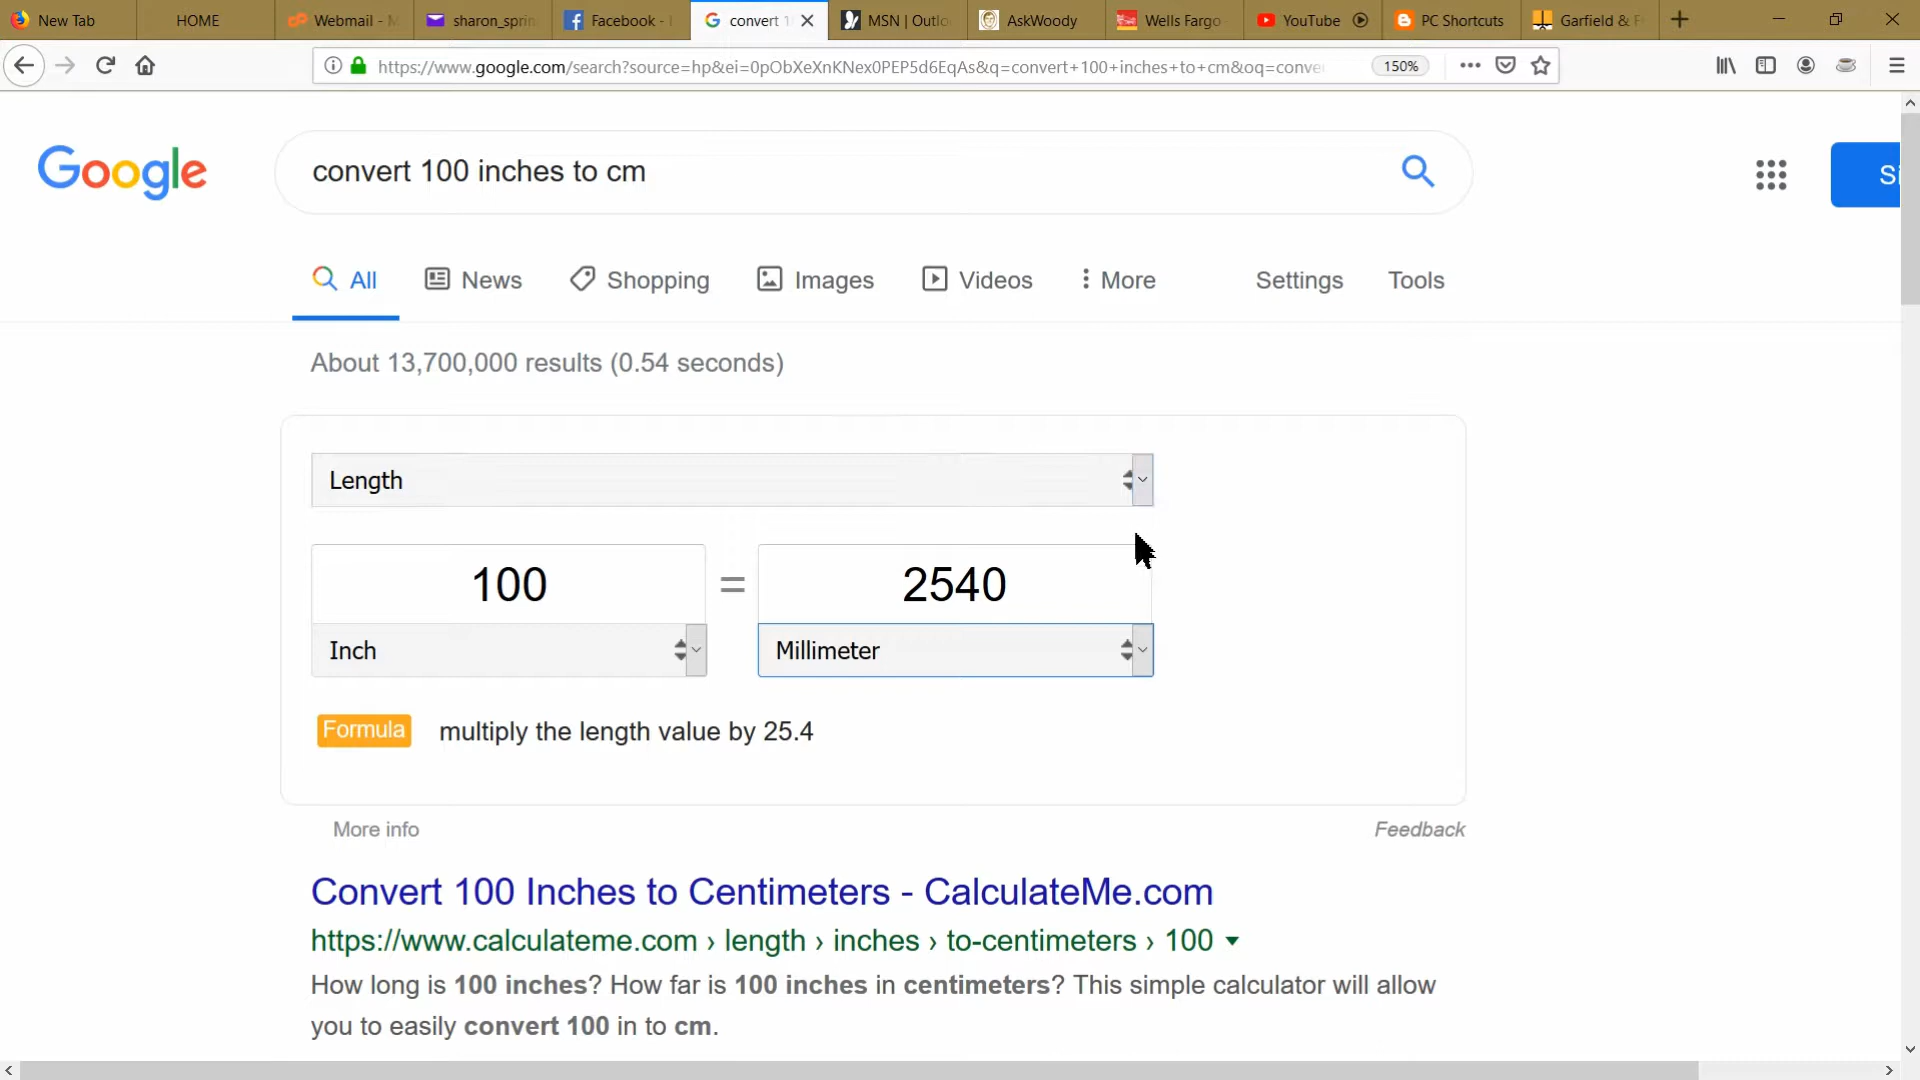 New Tab
HOME
Webmail - M
sharon_sprin
Facebook -
convert 1
MSN | Outlo
AskWoody
Wells Fargo
YouTube
PC Shortcuts
Garfield & F
https://www.google.com/search?source=hp&ei=0pObXeXnKNex0PEP5d6EqAs&q=convert+100+inches+to+cm&oq=conve
150%
Google
convert 100 inches to cm
Si
All
News
Shopping
Images
Videos
More
Settings
Tools
About 13,700,000 results (0.54 seconds)
Length
100 = 2540
Inch
Millimeter
Formula multiply the length value by 25.4
More info
Feedback
Convert 100 Inches to Centimeters - CalculateMe.com
https://www.calculateme.com › length › inches › to-centimeters › 100
How long is 100 inches? How far is 100 inches in centimeters? This simple calculator will allow
you to easily convert 100 in to cm.